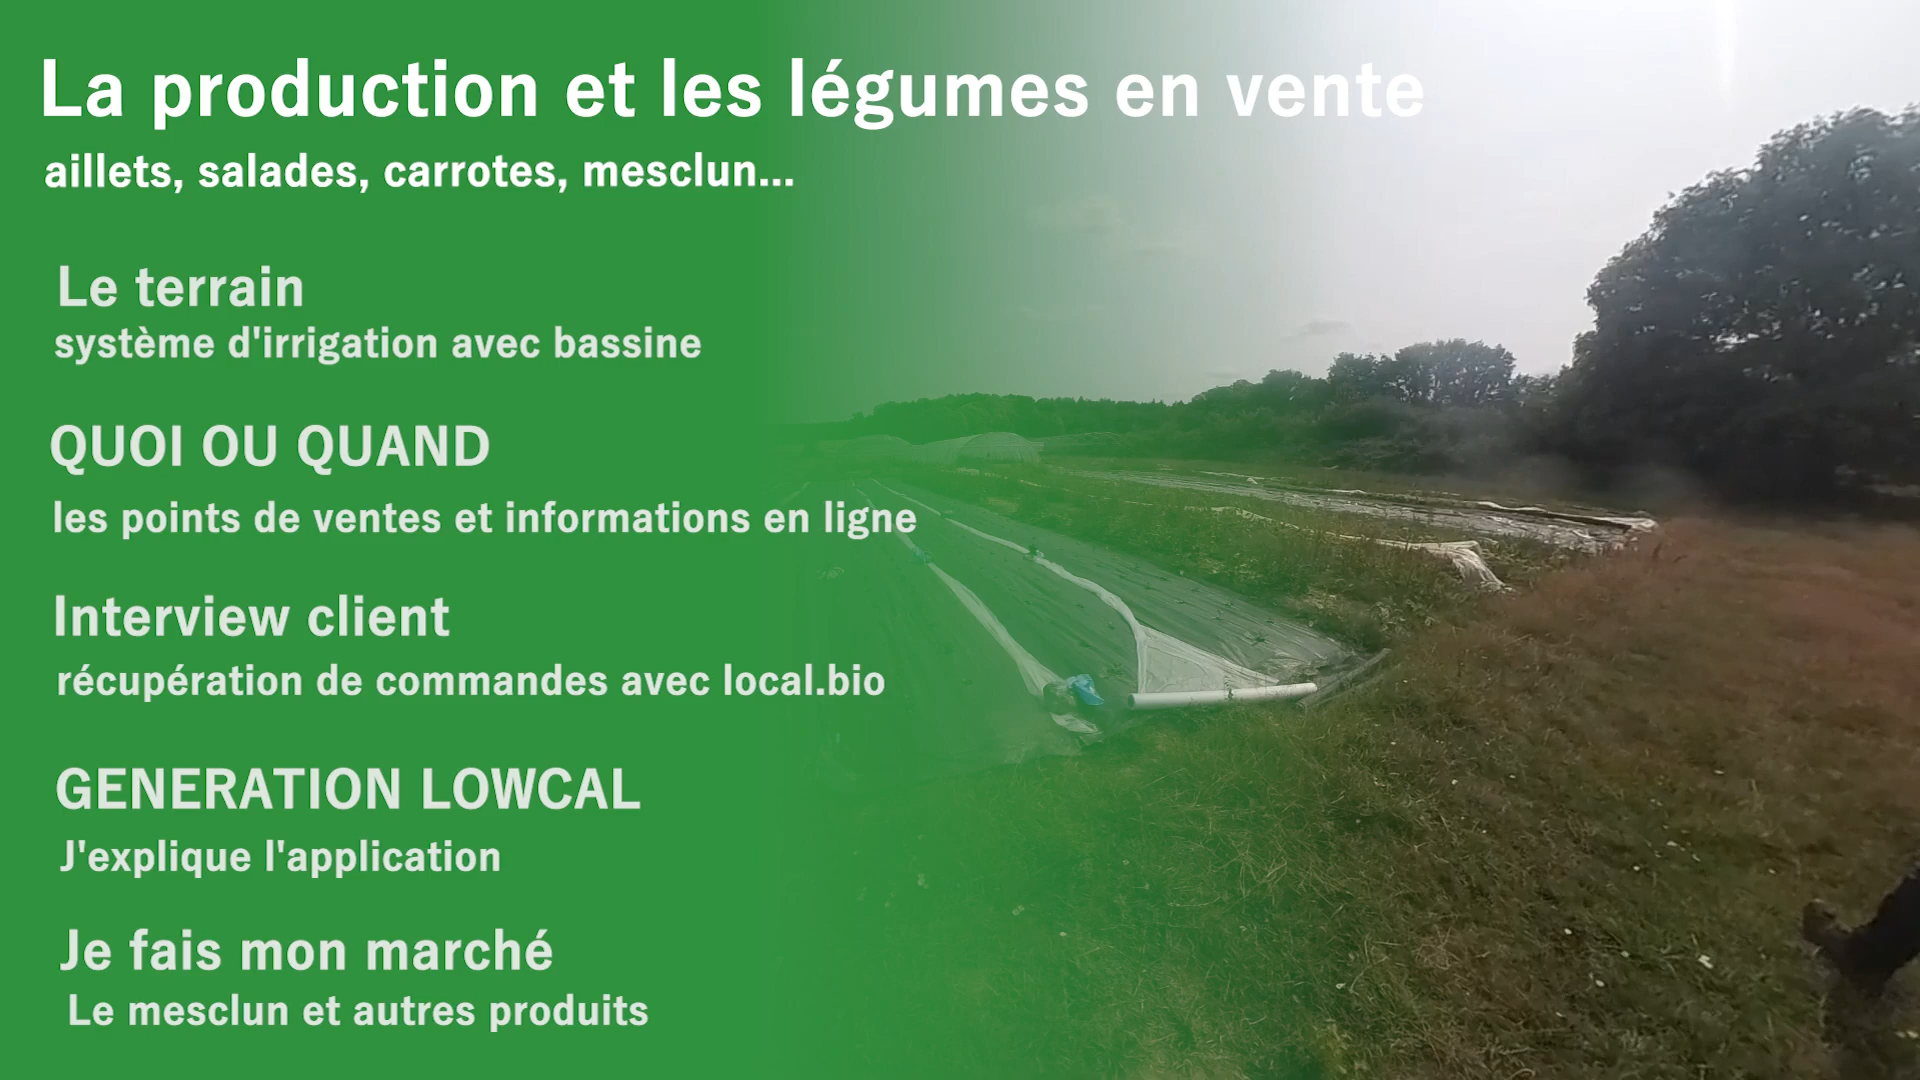 La production et les légumes en vente
aillets, salades, carrotes, mesclun...
Le terrain
système d'irrigation avec bassine
QUOI OU QUAND
les points de ventes et informations en ligne
Interview client
récupération de commandes avec local.bio
GENERATION LOWCAL
J'explique l'application
Je fais mon marché
Le mesclun et autres produits